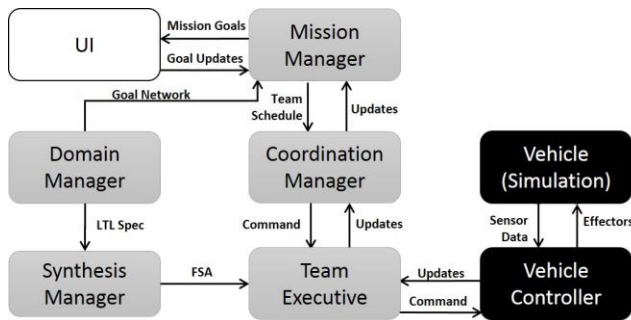 UI
Mission Goals
Goal Updates
Mission
Manager
Goal Network
Team
Schedule
Updates
Domain
Manager
Coordination
Manager
Vehicle
(Simulation)
LTL Spec
Command
Updates
Sensor
Data
Effectors
Synthesis
Manager
FSA
Team
Executive
Updates
Command
Vehicle
Controller